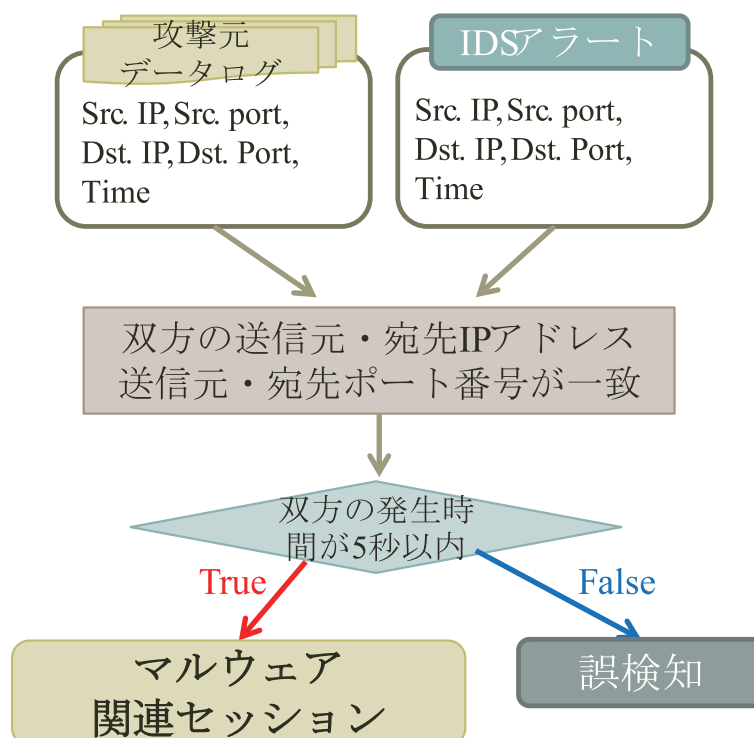 攻撃元
データログ
Src. IP, Src. port,
Dst. IP, Dst. Port,
Time
IDSアラート
Src. IP, Src. port,
Dst. IP, Dst. Port,
Time
双方の送信元・宛先IPアドレス
送信元・宛先ポート番号が一致
双方の発生時
間が5秒以内
True
False
マルウェア
関連セッション
誤検知